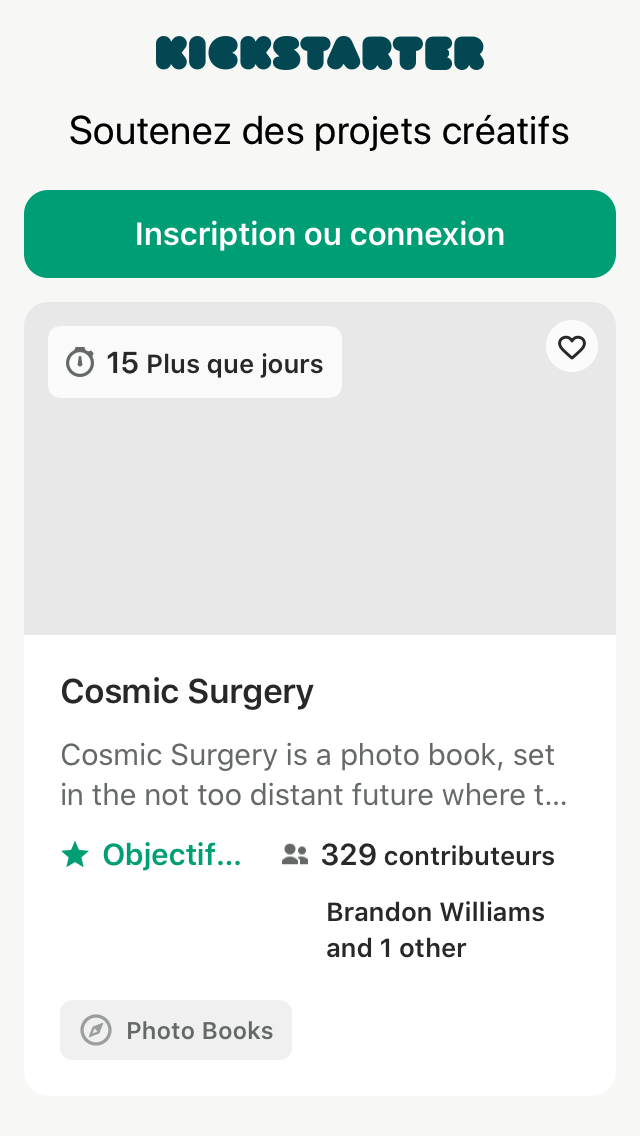 KICKSTARTER
Soutenez des projets créatifs
Inscription ou connexion
15 Plus que jours
Cosmic Surgery
Cosmic Surgery is a photo book, set
in the not too distant future where t...
Objectif...
329 contributeurs
Brandon Williams
and 1 other
Photo Books